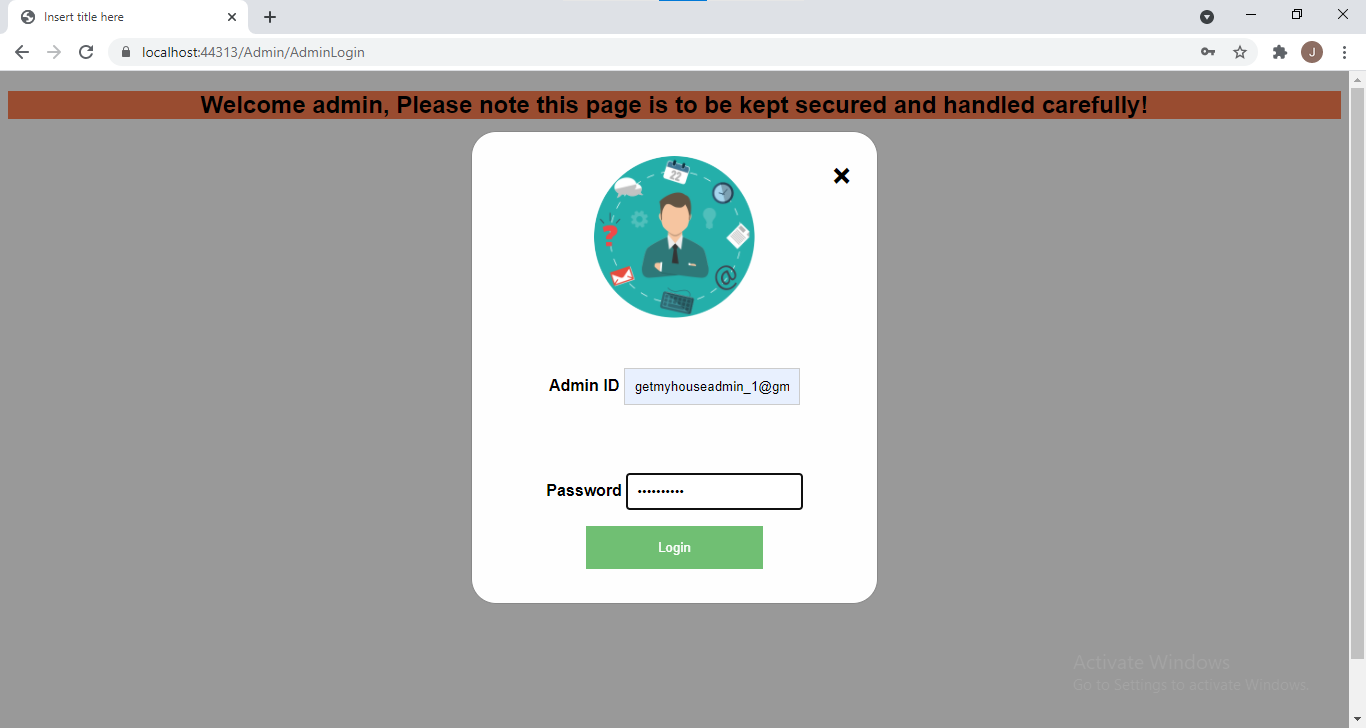 Insert title here
localhost:44313/Admin/AdminLogin
J
Welcome admin, Please note this page is to be kept secured and handled carefully!
22
?
@
Admin ID getmyhouseadmin_1@gm
Password ••••••••••
Login
Activate Windows
Go to Settings to activate Windows.